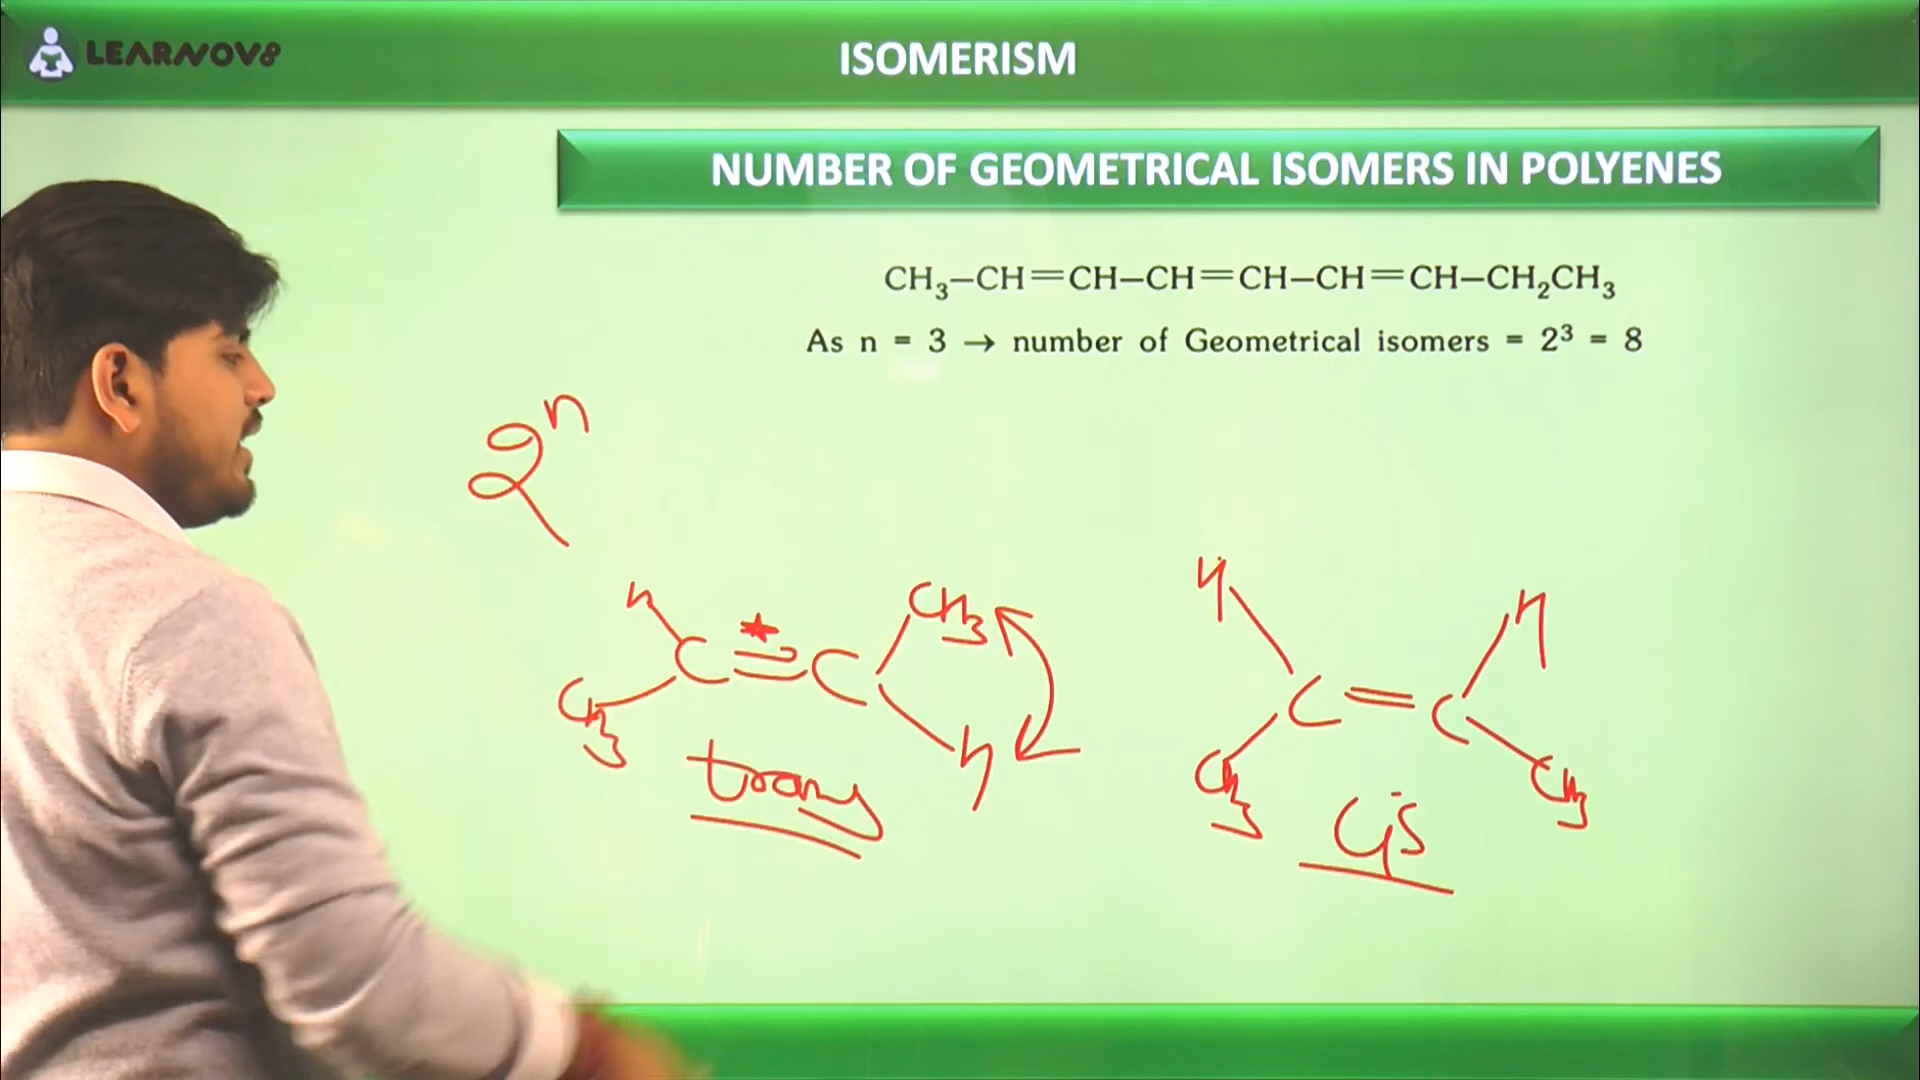 LEARNOV8
ISOMERISM
NUMBER OF GEOMETRICAL ISOMERS IN POLYENES
CH₃–CH=CH–CH=CH–CH=CH–CH₂CH₃
As n = 3 → number of Geometrical isomers = 2³ = 8
2ⁿ
H CH₃
C=C
CH₃ H
trans
H H
C=C
CH₃ CH₃
Cis